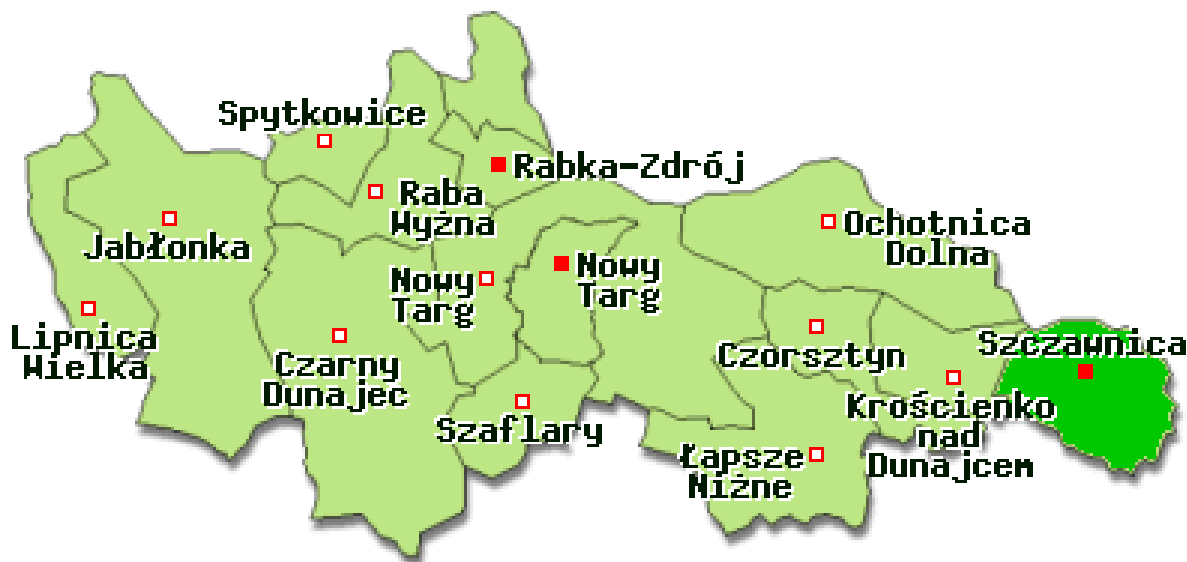 Spytkowice
Rabka-Zdrój
Raba
Wyżna
Jabłonka
Ochotnica
Dolna
Nowy
Targ
Nowy
Targ
Lipnica
Wielka
Czarny
Dunajec
Czorsztyn
Szczawnica
Szaflary
Krościenko
nad
Dunajcem
Łapsze
Niżne